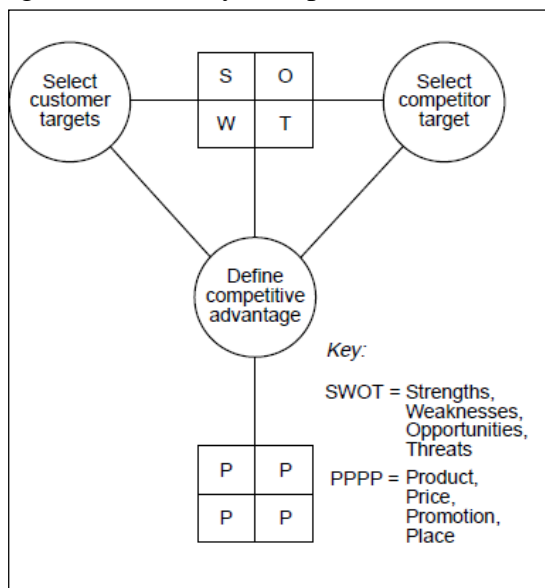 Select
customer
targets
S O
W T
Select
competitor
target
Define
competitive
advantage
Key:
SWOT = Strengths,
Weaknesses,
Opportunities,
Threats
P P
P P
PPPP = Product,
Price,
Promotion,
Place